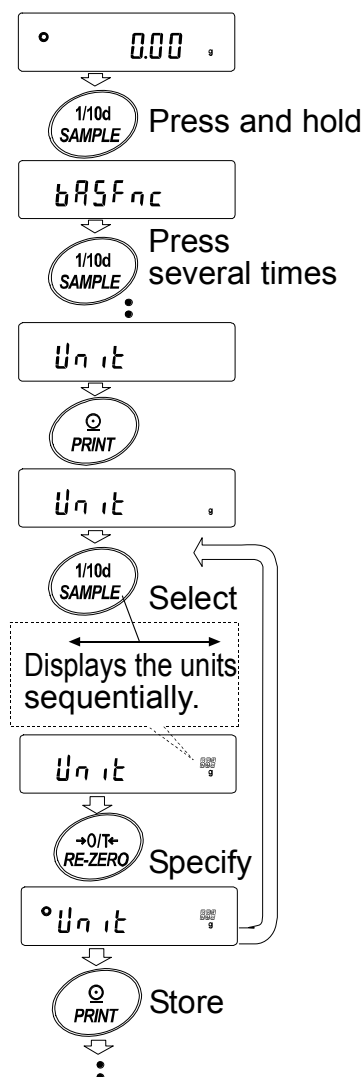 0.00 g
1/10d
SAMPLE
Press and hold
bASFnc
1/10d
SAMPLE
Press
several times
Unit
PRINT
Unit g
1/10d
SAMPLE
Select
Displays the units
sequentially.
Unit g
→0/T←
RE-ZERO
Specify
Unit g
PRINT
Store